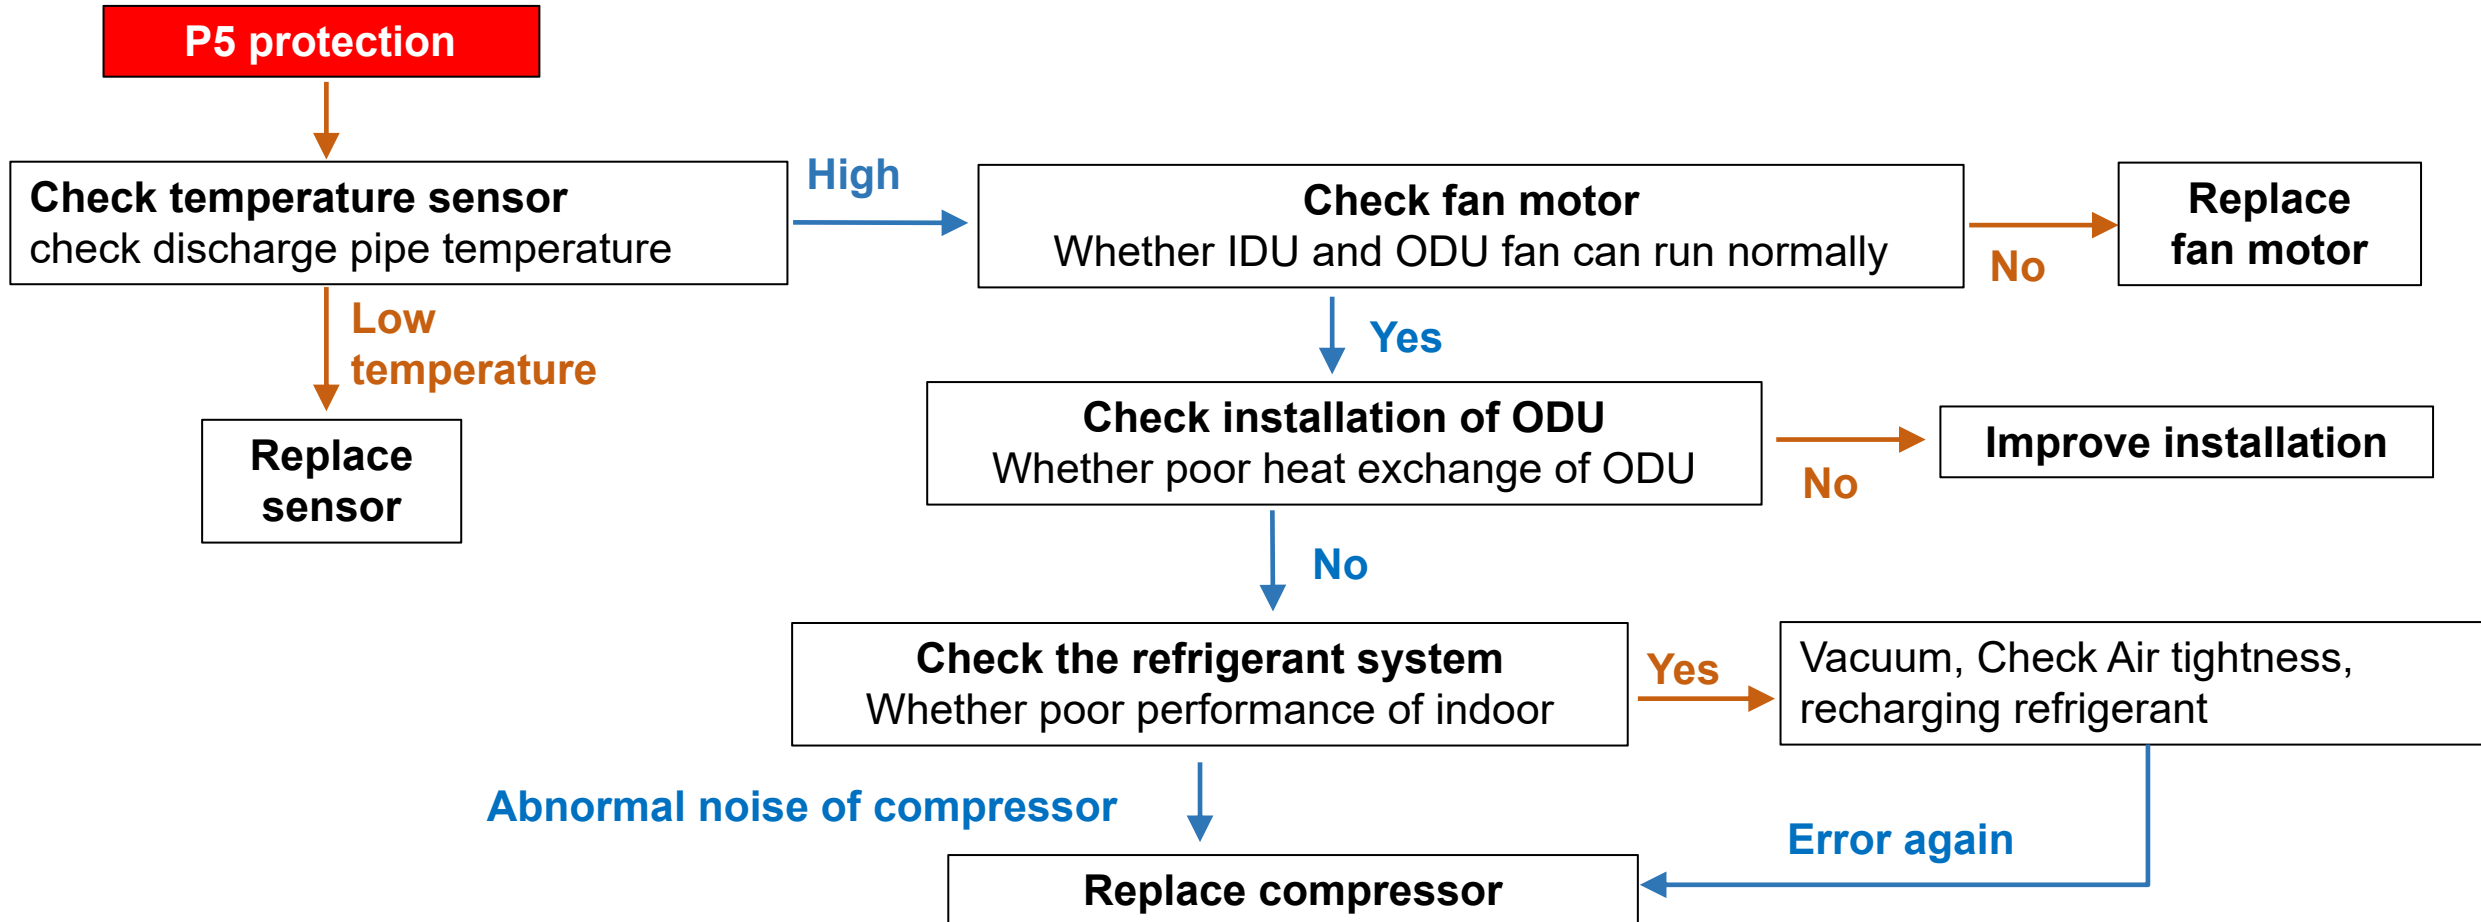 P5 protection
Check temperature sensor
check discharge pipe temperature
High
Check fan motor
Whether IDU and ODU fan can run normally
No
Replace
fan motor
Low
temperature
Replace
sensor
Yes
Check installation of ODU
Whether poor heat exchange of ODU
No
Improve installation
No
Check the refrigerant system
Whether poor performance of indoor
Yes
Vacuum, Check Air tightness,
recharging refrigerant
Abnormal noise of compressor
Error again
Replace compressor